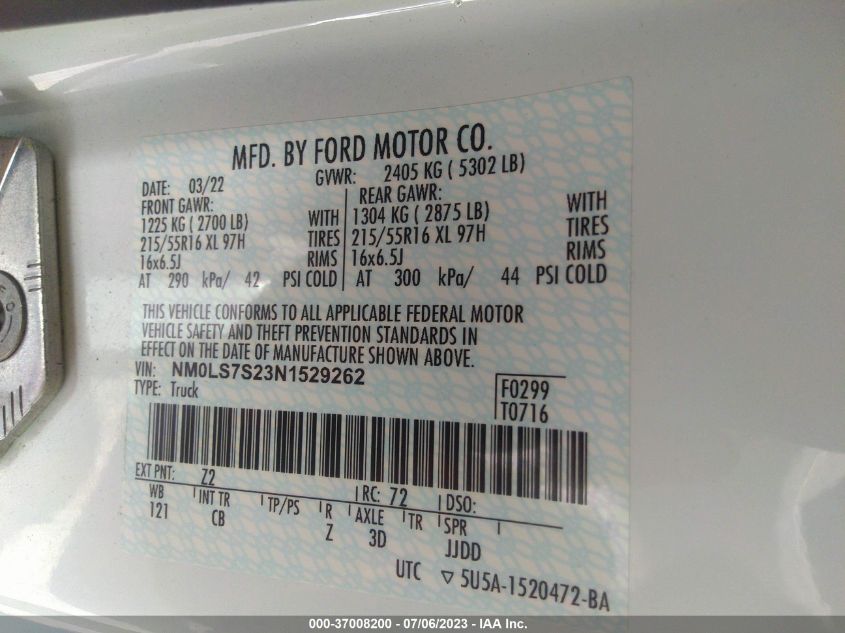 MFD. BY FORD MOTOR CO.
DATE: 03/22 GVWR: 2405 KG ( 5302 LB)
FRONT GAWR: REAR GAWR:
1225 KG ( 2700 LB) WITH 1304 KG ( 2875 LB) WITH
215/55R16 XL 97H TIRES 215/55R16 XL 97H TIRES
16x6.5J RIMS 16x6.5J RIMS
AT 290 kPa/ 42 PSI COLD AT 300 kPa/ 44 PSI COLD
THIS VEHICLE CONFORMS TO ALL APPLICABLE FEDERAL MOTOR
VEHICLE SAFETY AND THEFT PREVENTION STANDARDS IN
EFFECT ON THE DATE OF MANUFACTURE SHOWN ABOVE.
VIN: NM0LS7S23N1529262
TYPE: Truck
F0299
T0716
EXT PNT: Z2 RC: 72 DSO:
WB INT TR TP/PS R AXLE TR SPR
121 CB Z 3D JJDD
UTC ▽ 5U5A-1520472-BA
000-37008200 - 07/06/2023 - IAA Inc.